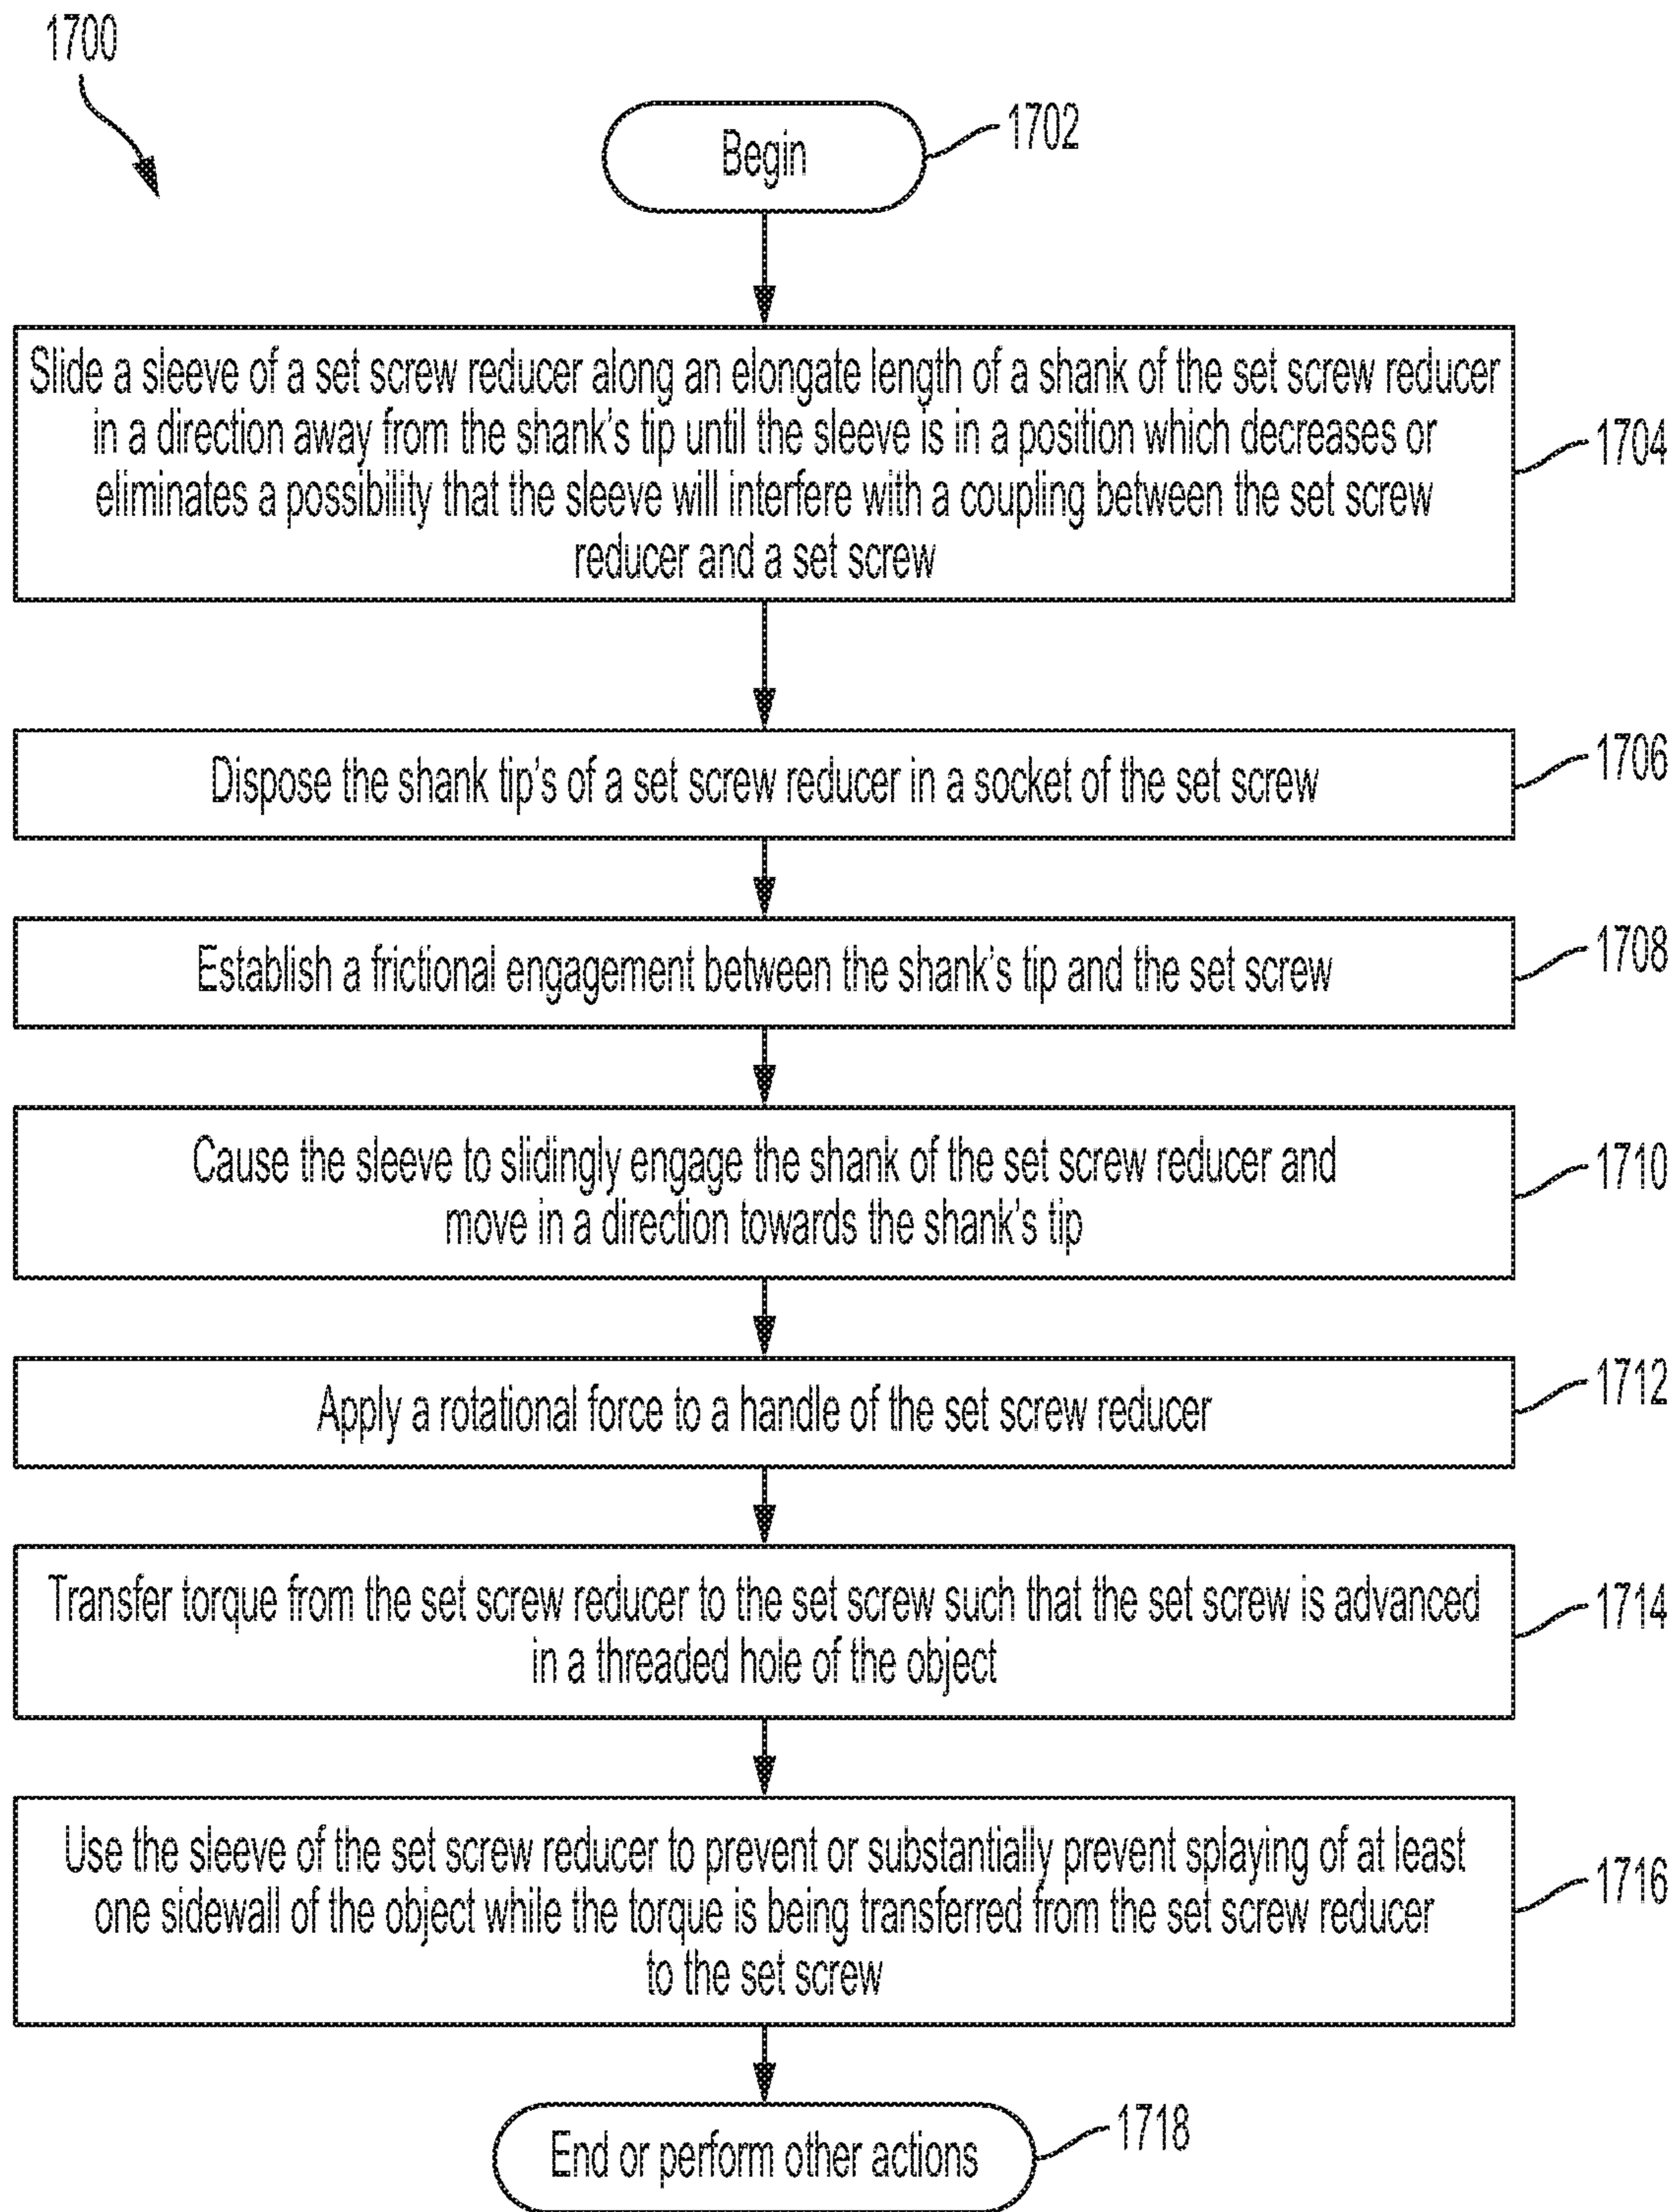 1700
Begin
1702
Slide a sleeve of a set screw reducer along an elongate length of a shank of the set screw reducer
in a direction away from the shank's tip until the sleeve is in a position which decreases or
eliminates a possibility that the sleeve will interfere with a coupling between the set screw
reducer and a set screw
1704
Dispose the shank tip's of a set screw reducer in a socket of the set screw
1706
Establish a frictional engagement between the shank's tip and the set screw
1708
Cause the sleeve to slidingly engage the shank of the set screw reducer and
move in a direction towards the shank's tip
1710
Apply a rotational force to a handle of the set screw reducer
1712
Transfer torque from the set screw reducer to the set screw such that the set screw is advanced
in a threaded hole of the object
1714
Use the sleeve of the set screw reducer to prevent or substantially prevent splaying of at least
one sidewall of the object while the torque is being transferred from the set screw reducer
to the set screw
1716
End or perform other actions
1718